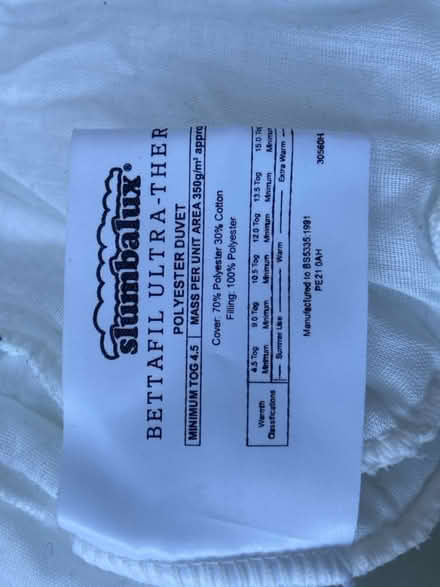 slumbalux®
BETTAFIL ULTRA-THER
POLYESTER DUVET
MINIMUM TOG 4.5 MASS PER UNIT AREA 350g/m² appro
Cover: 70% Polyester 30% Cotton
Filling: 100% Polyester
Warmth Classifications
4.5 Tog Minimum 9.0 Tog Minimum 10.5 Tog Minimum 12.0 Tog Minimum 13.5 Tog Minimum 15.0 Tog Minimum
Summer Use Warm Extra Warm
Manufactured to BS5335:1991
PE21 0AH 30560H